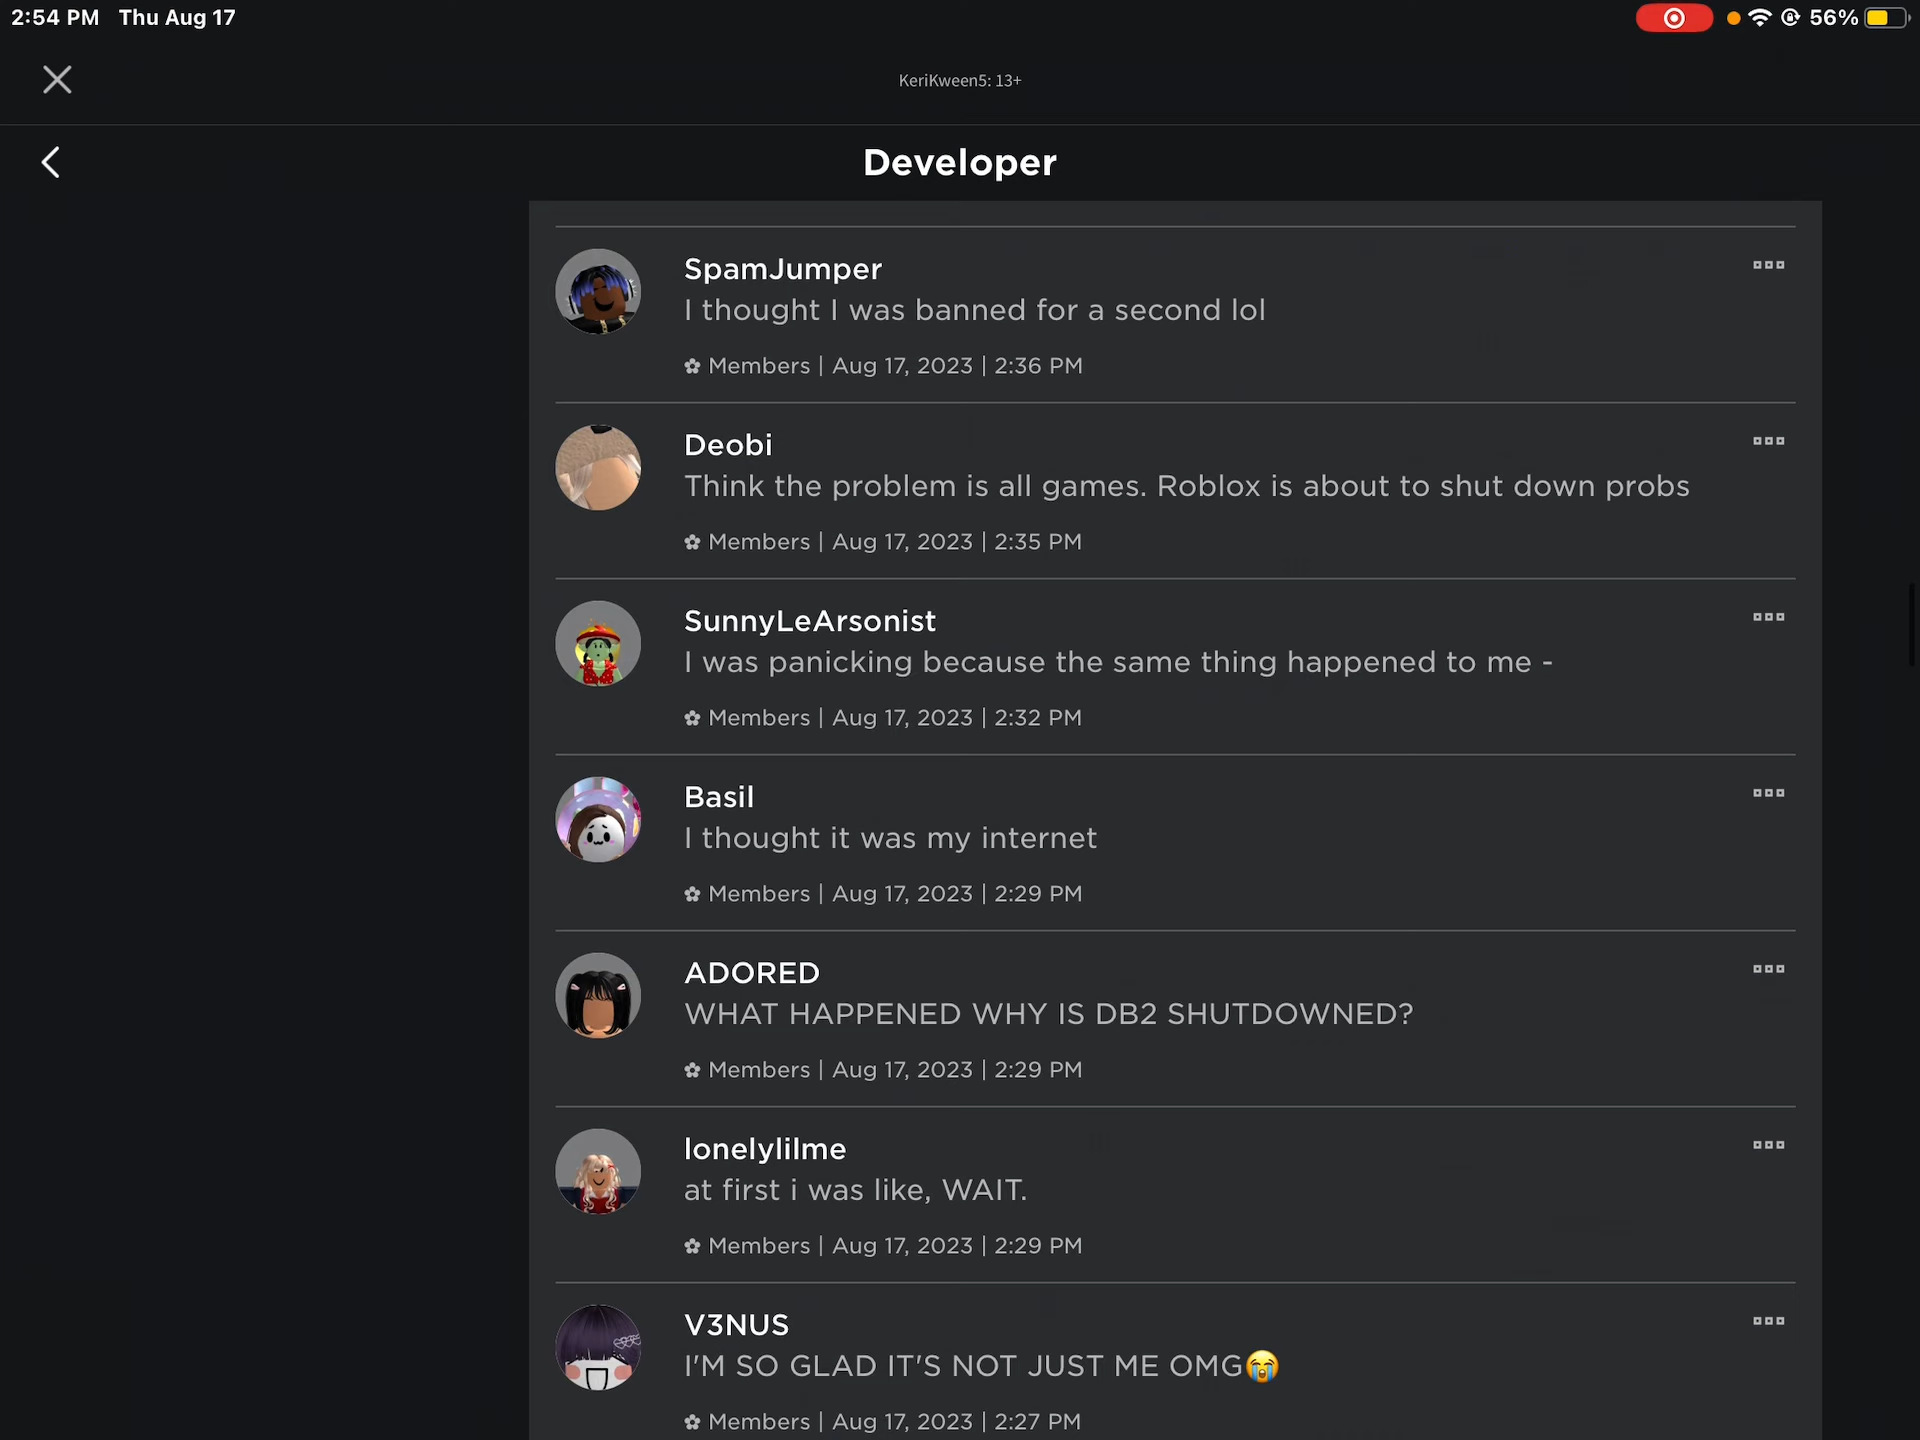 2:54 PM Thu Aug 17
56%
KeriKween5: 13+
Developer
SpamJumper
I thought I was banned for a second lol
✿ Members | Aug 17, 2023 | 2:36 PM
Deobi
Think the problem is all games. Roblox is about to shut down probs
✿ Members | Aug 17, 2023 | 2:35 PM
SunnyLeArsonist
I was panicking because the same thing happened to me -
✿ Members | Aug 17, 2023 | 2:32 PM
Basil
I thought it was my internet
✿ Members | Aug 17, 2023 | 2:29 PM
ADORED
WHAT HAPPENED WHY IS DB2 SHUTDOWNED?
✿ Members | Aug 17, 2023 | 2:29 PM
lonelylilme
at first i was like, WAIT.
✿ Members | Aug 17, 2023 | 2:29 PM
V3NUS
I'M SO GLAD IT'S NOT JUST ME OMG😭
✿ Members | Aug 17, 2023 | 2:27 PM